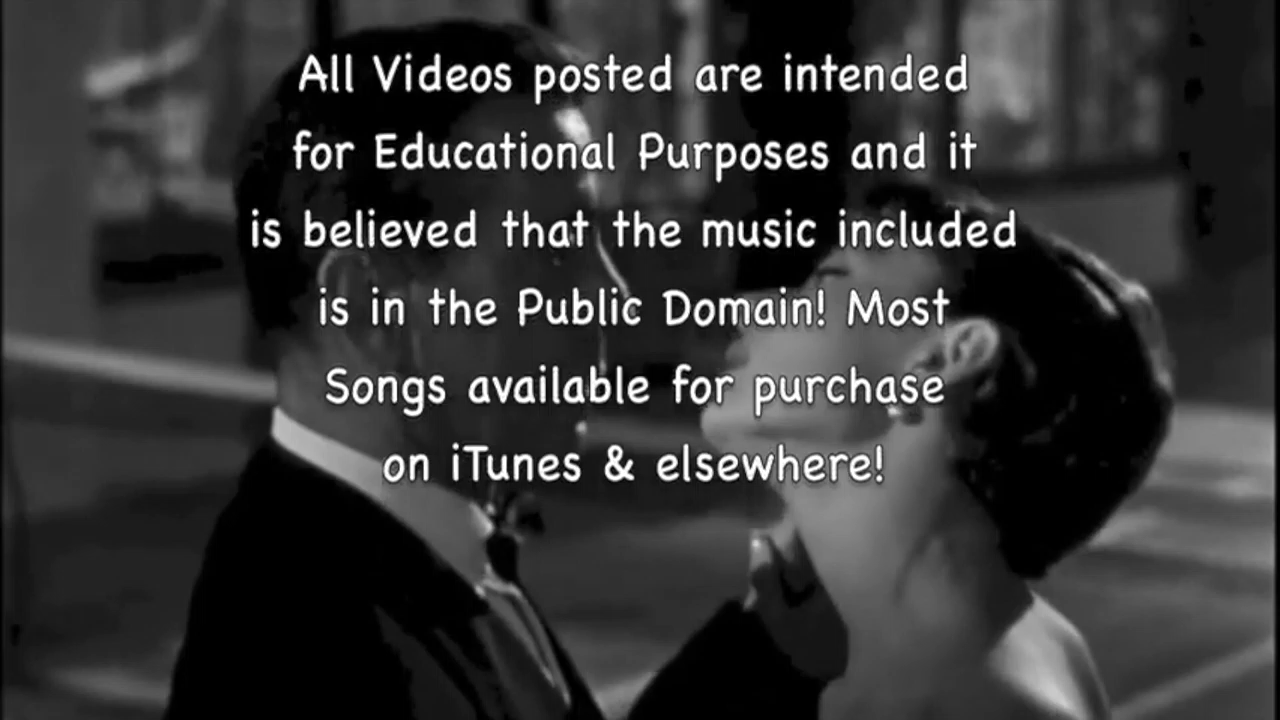 All Videos posted are intended
for Educational Purposes and it
is believed that the music included
is in the Public Domain! Most
Songs available for purchase
on iTunes & elsewhere!